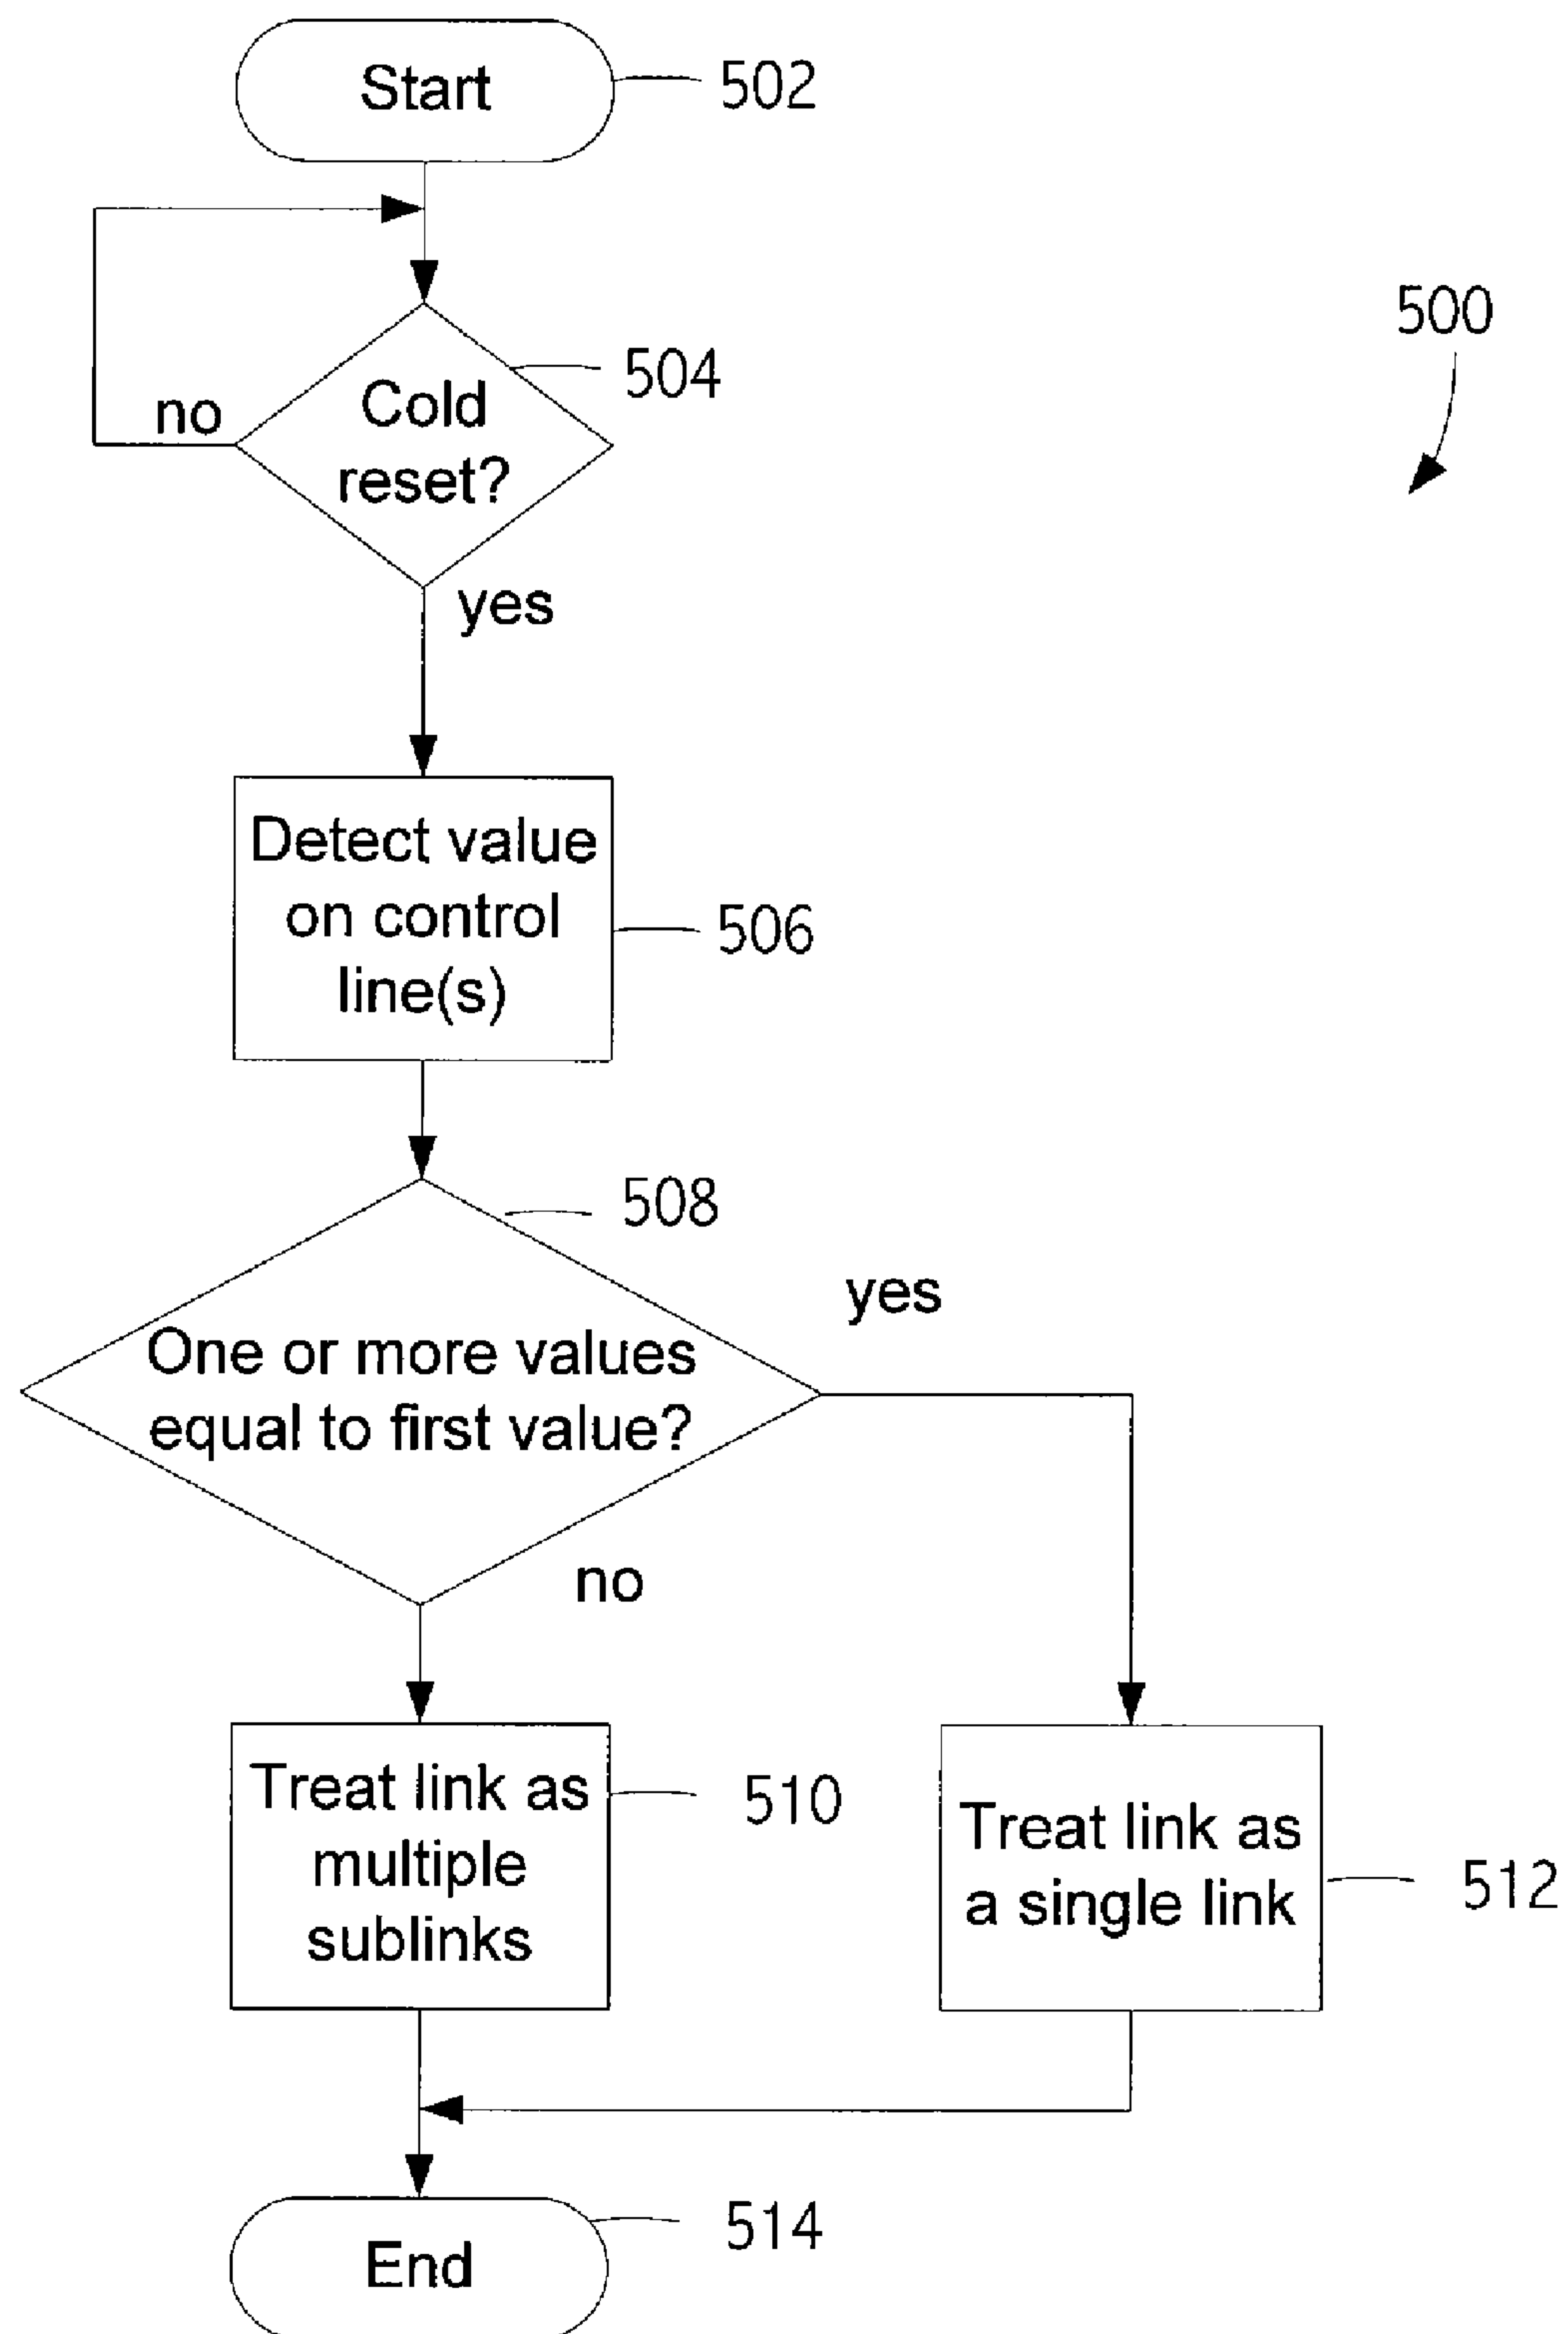 Start
502
500
504
Cold
reset?
no
yes
Detect value
on control
line(s)
506
508
yes
One or more values
equal to first value?
no
Treat link as
multiple
sublinks
510
Treat link as
a single link
512
End
514